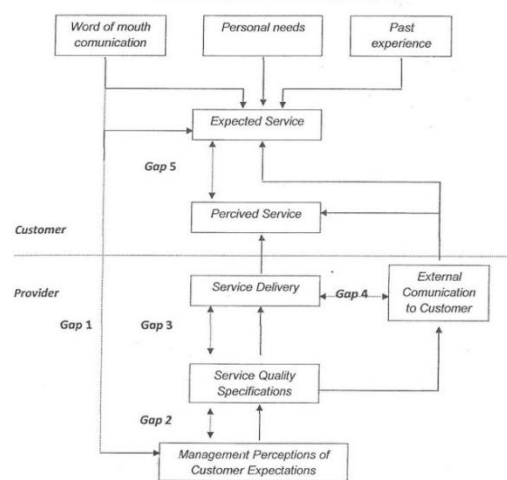 Word of mouth
comunication
Personal needs
Past
experience
Expected Service
Gap 5
Percived Service
Customer
Provider
Service Delivery
Gap 4
External
Comunication
to Customer
Gap 1
Gap 3
Service Quality
Specifications
Gap 2
Management Perceptions of
Customer Expectations